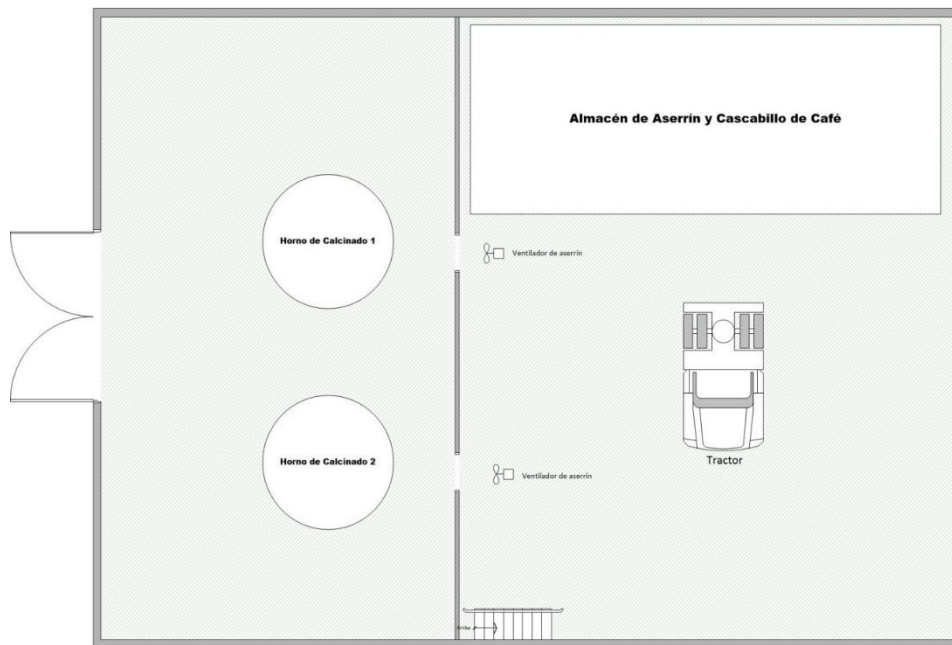 Almacén de Aserrín y Cascabillo de Café
Horno de Calcinado 1
Ventilador de aserrín
Tractor
Horno de Calcinado 2
Ventilador de aserrín
Arriba